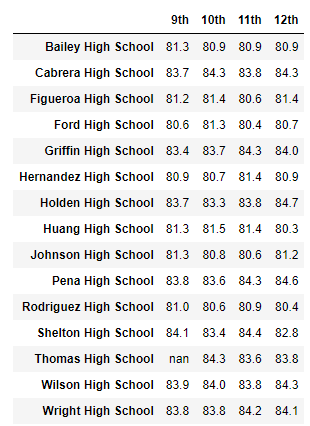 9th 10th 11th 12th
Bailey High School 81.3 80.9 80.9 80.9
Cabrera High School 83.7 84.3 83.8 84.3
Figueroa High School 81.2 81.4 80.6 81.4
Ford High School 80.6 81.3 80.4 80.7
Griffin High School 83.4 83.7 84.3 84.0
Hernandez High School 80.9 80.7 81.4 80.9
Holden High School 83.7 83.3 83.8 84.7
Huang High School 81.3 81.5 81.4 80.3
Johnson High School 81.3 80.8 80.6 81.2
Pena High School 83.8 83.6 84.3 84.6
Rodriguez High School 81.0 80.6 80.9 80.4
Shelton High School 84.1 83.4 84.4 82.8
Thomas High School nan 84.3 83.6 83.8
Wilson High School 83.9 84.0 83.8 84.3
Wright High School 83.8 83.8 84.2 84.1